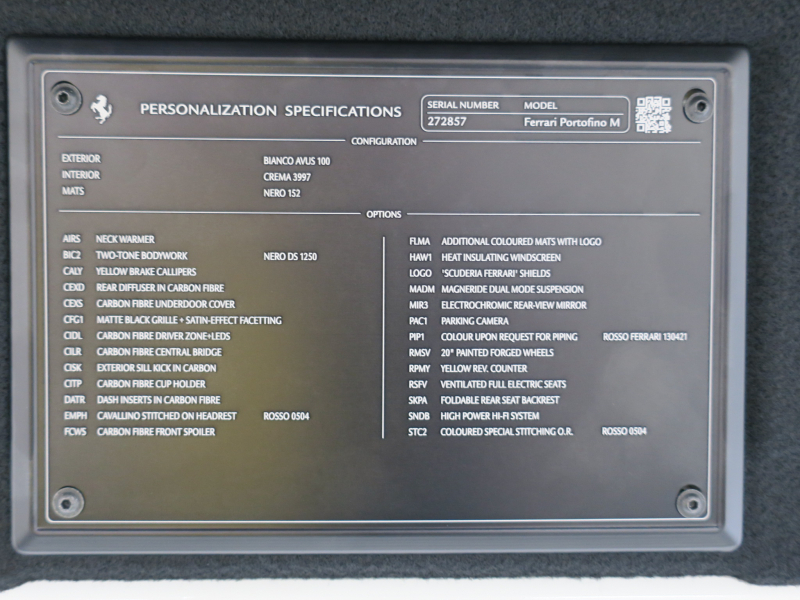 PERSONALIZATION SPECIFICATIONS
SERIAL NUMBER MODEL
272857 Ferrari Portofino M
CONFIGURATION
EXTERIOR BIANCO AVUS 100
INTERIOR CREMA 3997
MATS NERO 152
OPTIONS
AIRS NECK WARMER
BIC2 TWO-TONE BODYWORK NERO DS 1250
CALY YELLOW BRAKE CALLIPERS
CEXD REAR DIFFUSER IN CARBON FIBRE
CEXS CARBON FIBRE UNDERDOOR COVER
CFG1 MATTE BLACK GRILLE + SATIN-EFFECT FACETTING
CIDL CARBON FIBRE DRIVER ZONE+LEDS
CILR CARBON FIBRE CENTRAL BRIDGE
CISK EXTERIOR SILL KICK IN CARBON
CITP CARBON FIBRE CUP HOLDER
DATR DASH INSERTS IN CARBON FIBRE
EMPH CAVALLINO STITCHED ON HEADREST ROSSO 0504
FCWS CARBON FIBRE FRONT SPOILER
FLMA ADDITIONAL COLOURED MATS WITH LOGO
HAW1 HEAT INSULATING WINDSCREEN
LOGO 'SCUDERIA FERRARI' SHIELDS
MADM MAGNERIDE DUAL MODE SUSPENSION
MIR3 ELECTROCHROMIC REAR-VIEW MIRROR
PAC1 PARKING CAMERA
PIP1 COLOUR UPON REQUEST FOR PIPING ROSSO FERRARI 130421
RMSV 20" PAINTED FORGED WHEELS
RPMY YELLOW REV. COUNTER
RSFV VENTILATED FULL ELECTRIC SEATS
SKPA FOLDABLE REAR SEAT BACKREST
SNDB HIGH POWER HI-FI SYSTEM
STC2 COLOURED SPECIAL STITCHING O.R. ROSSO 0504